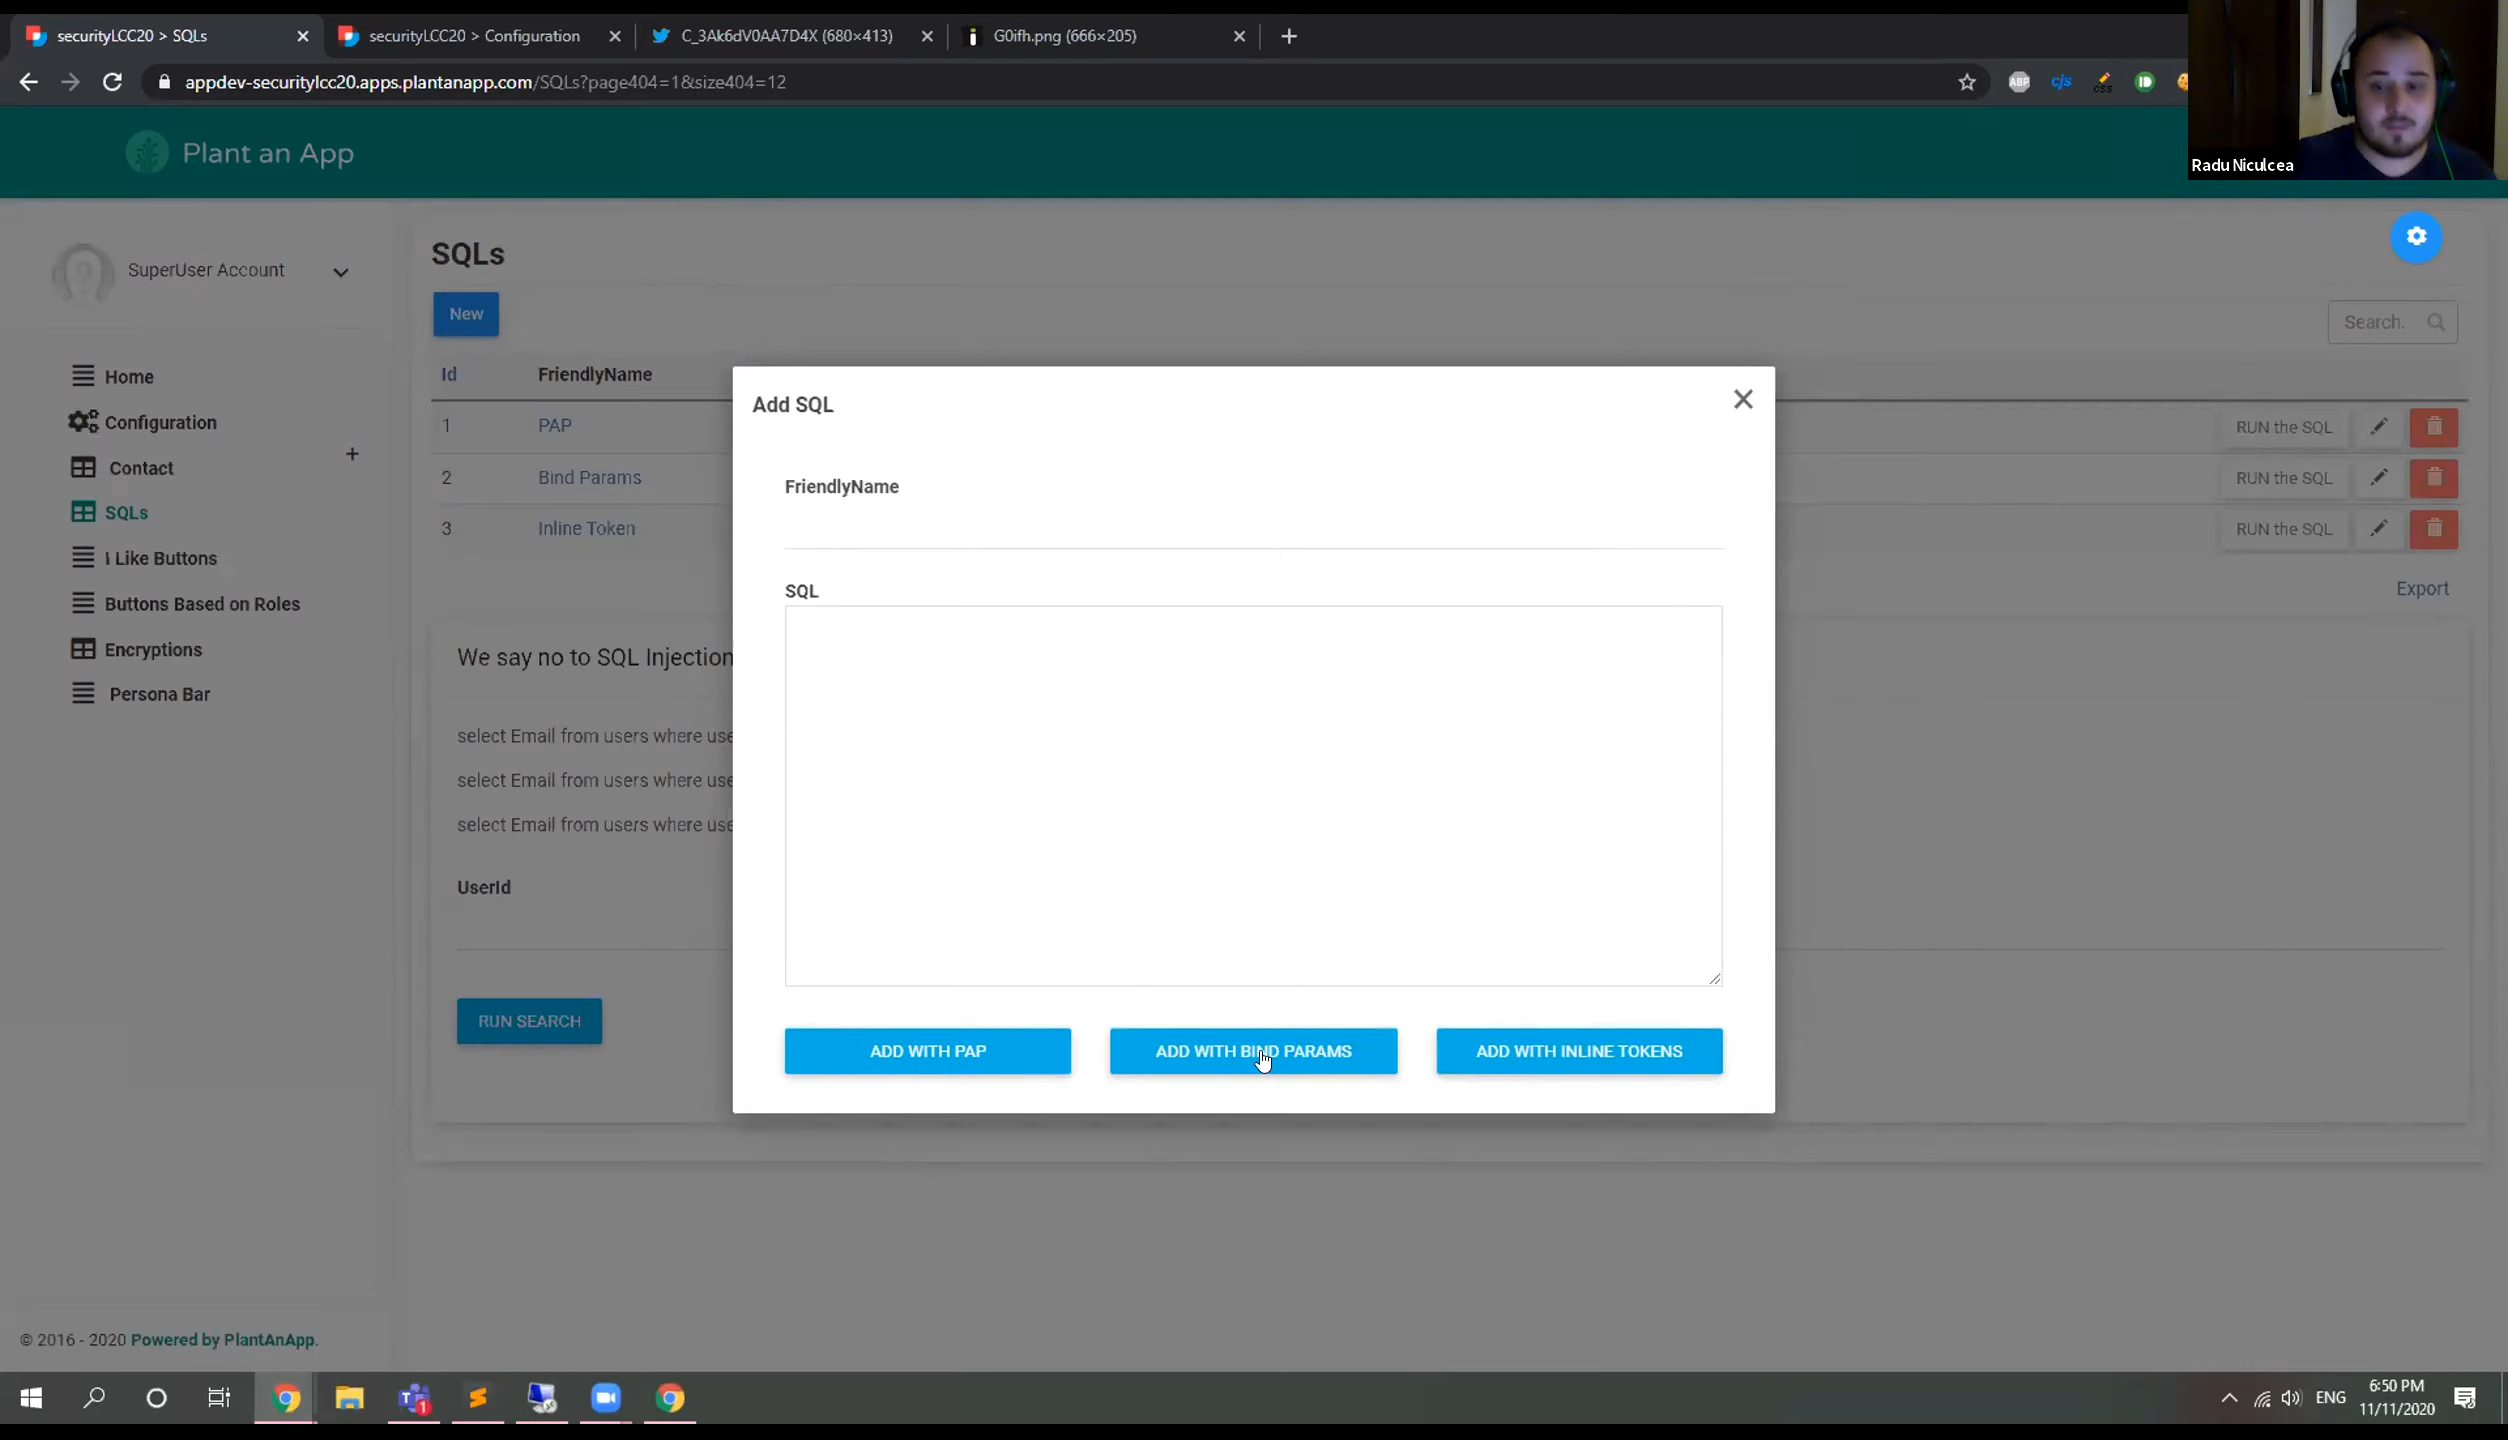 securityLCC20 > SQLs
securityLCC20 > Configuration
C_3Ak6dV0AA7D4X (680×413)
G0ifh.png (666×205)
appdev-securitylcc20.apps.plantanapp.com/SQLs?page404=1&size404=12
ABP
cjs
css
Radu Niculcea
Plant an App
SuperUser Account
SQLs
New
Search.
Home
Configuration
Contact
SQLs
I Like Buttons
Buttons Based on Roles
Encryptions
Persona Bar
Id FriendlyName
1 PAP RUN the SQL
2 Bind Params RUN the SQL
3 Inline Token RUN the SQL
Export
We say no to SQL Injection
select Email from users where use
select Email from users where use
select Email from users where use
UserId
RUN SEARCH
Add SQL
FriendlyName
SQL
ADD WITH PAP
ADD WITH BIND PARAMS
ADD WITH INLINE TOKENS
© 2016 - 2020 Powered by PlantAnApp.
1
ENG
6:50 PM
11/11/2020